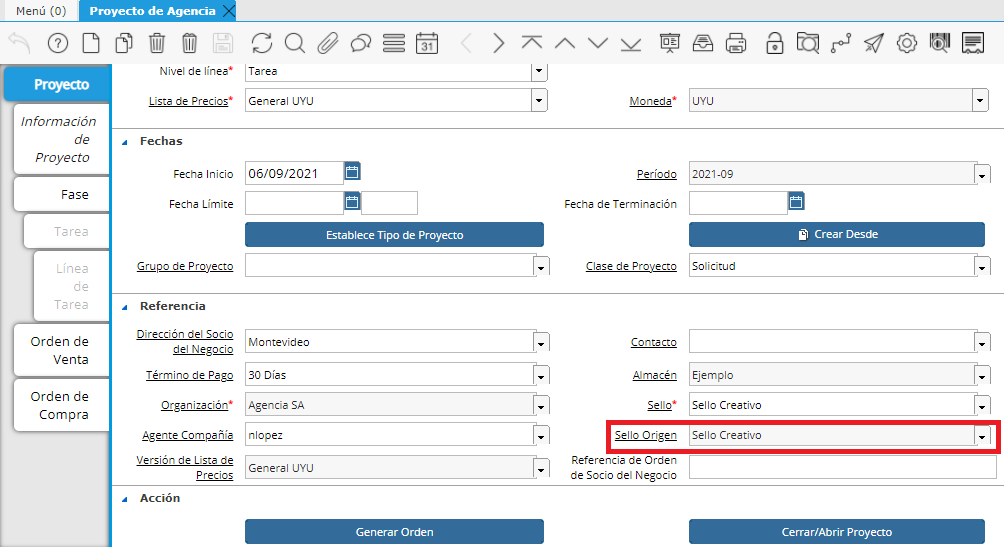 Menú (0) Proyecto de Agencia
31
Proyecto
Información
de
Proyecto
Fase
Tarea
Línea
de
Tarea
Orden de
Venta
Orden de
Compra
Nivel de línea* Tarea
Lista de Precios* General UYU Moneda* UYU
Fechas
Fecha Inicio 06/09/2021 Período 2021-09
Fecha Límite Fecha de Terminación
Establece Tipo de Proyecto Crear Desde
Grupo de Proyecto Clase de Proyecto Solicitud
Referencia
Dirección del Socio
del Negocio Montevideo Contacto
Término de Pago 30 Días Almacén Ejemplo
Organización* Agencia SA Sello* Sello Creativo
Agente Compañía nlopez Sello Origen Sello Creativo
Versión de Lista de
Precios General UYU Referencia de Orden
de Socio del Negocio
Acción
Generar Orden Cerrar/Abrir Proyecto